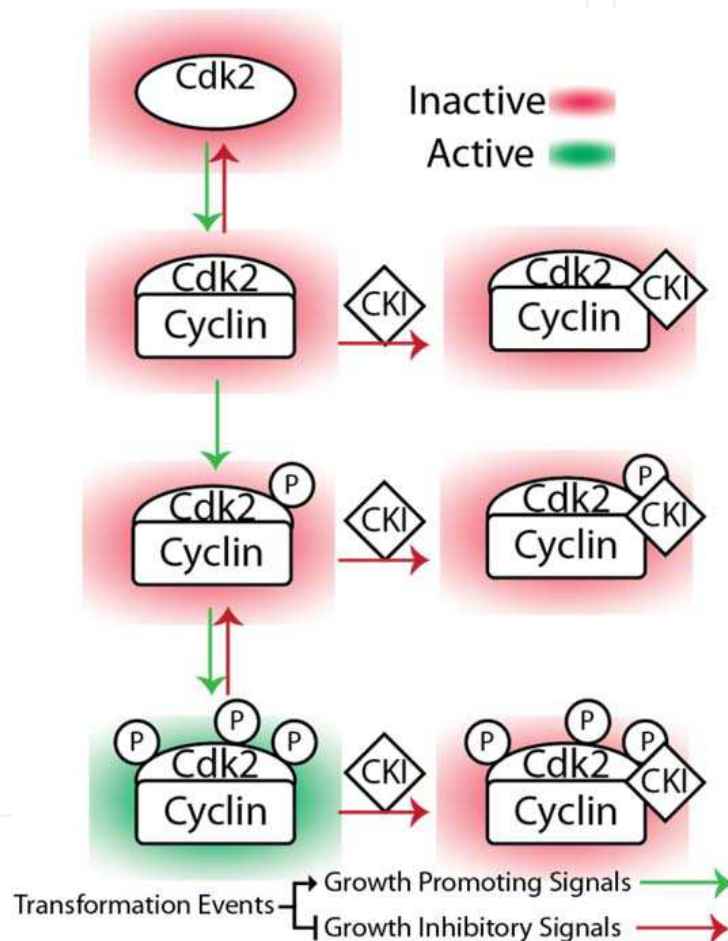 Cdk2
Inactive
Active
Cdk2
Cyclin
CKI
Cdk2
Cyclin
CKI
P
Cdk2
Cyclin
CKI
P
Cdk2
Cyclin
CKI
P
P
P
Cdk2
Cyclin
CKI
P
P
P
Cdk2
Cyclin
CKI
Growth Promoting Signals
Transformation Events
Growth Inhibitory Signals